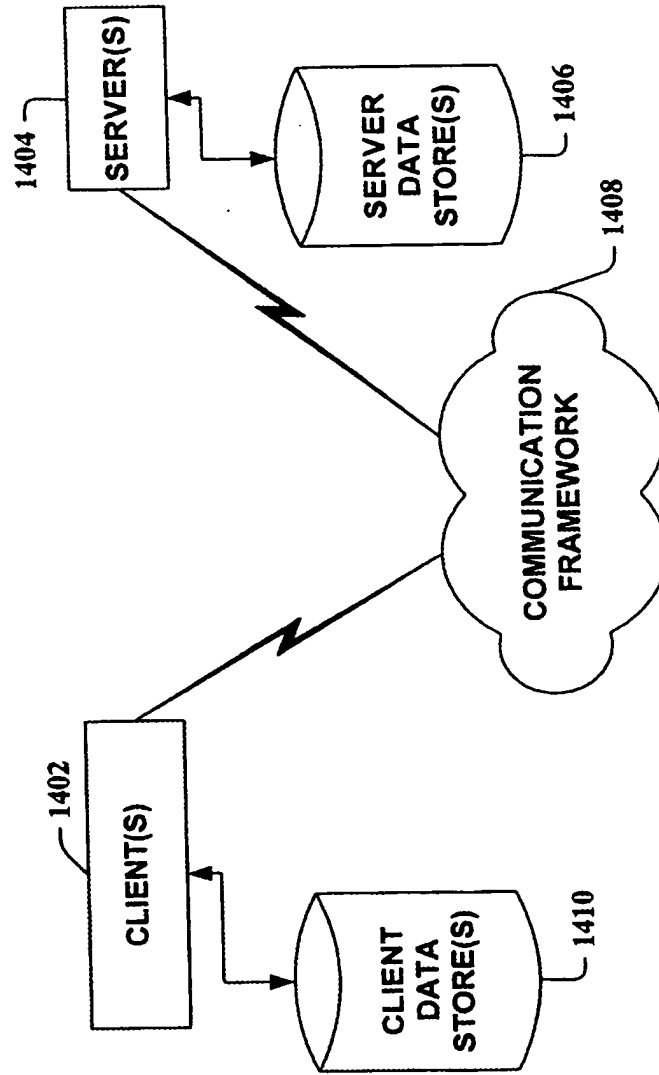 1402
CLIENT(S)
1404
SERVER(S)
CLIENT
DATA
STORE(S)
1410
SERVER
DATA
STORE(S)
1406
COMMUNICATION
FRAMEWORK
1408